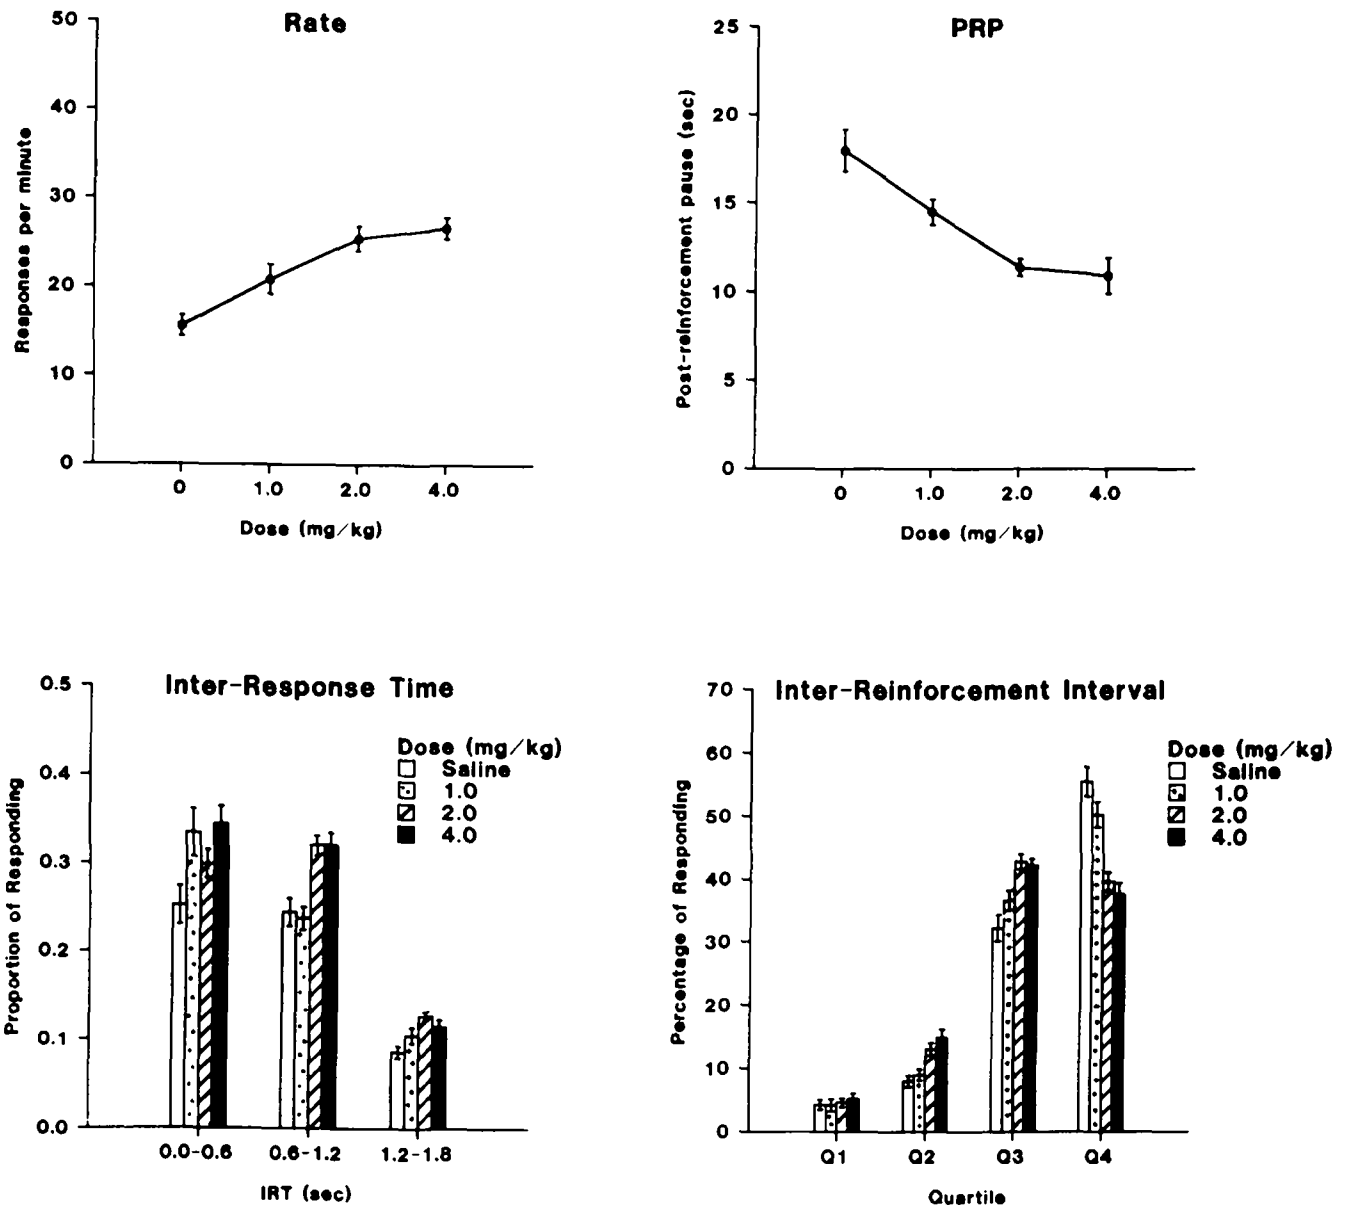 Rate
50
40
30
20
10
0
Responses per minute
0 1.0 2.0 4.0
Dose (mg/kg)
PRP
25
20
15
10
5
0
Post-reinforcement pause (sec)
0 1.0 2.0 4.0
Dose (mg/kg)
Inter-Response Time
0.5
0.4
0.3
0.2
0.1
0.0
Proportion of Responding
Dose (mg/kg)
Saline
1.0
2.0
4.0
0.0-0.6 0.6-1.2 1.2-1.8
IRT (sec)
Inter-Reinforcement Interval
70
60
50
40
30
20
10
0
Percentage of Responding
Dose (mg/kg)
Saline
1.0
2.0
4.0
Q1 Q2 Q3 Q4
Quartile